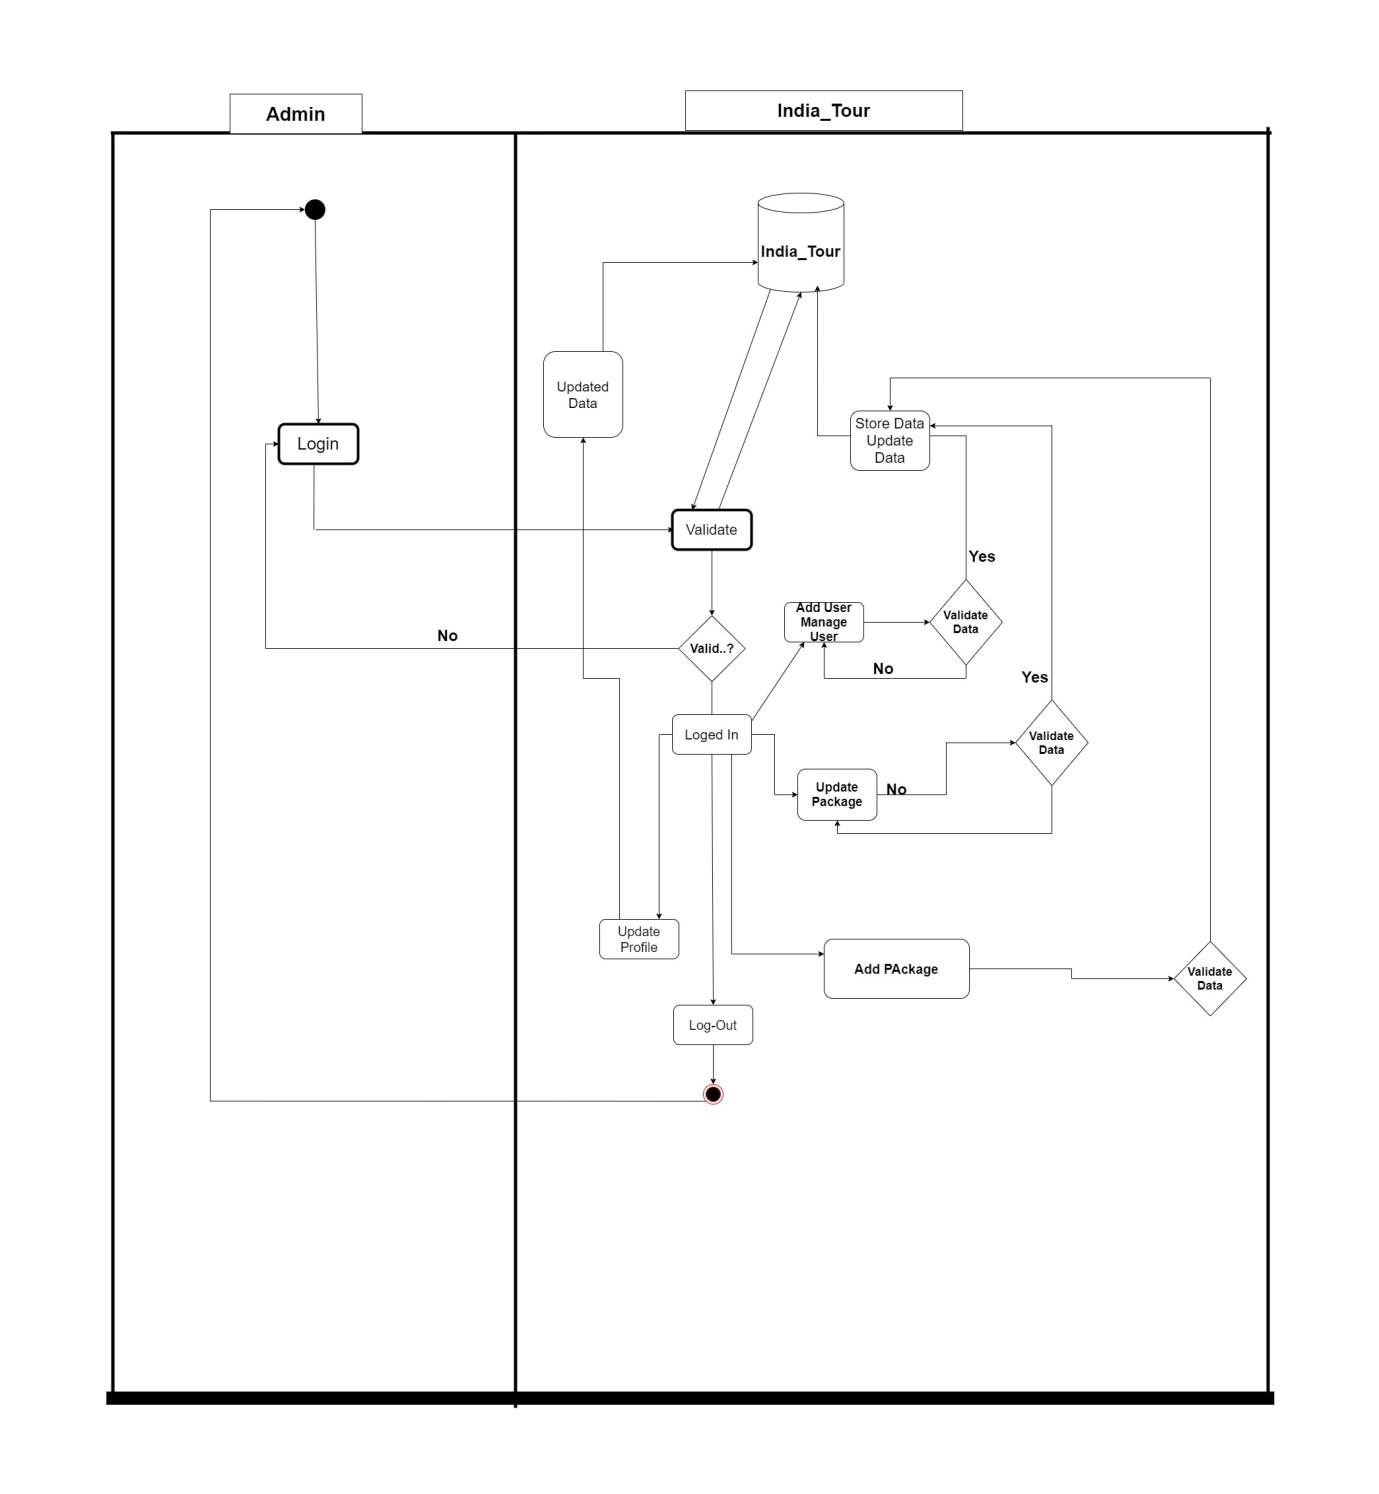 Admin
India_Tour
India_Tour
Updated
Data
Store Data
Update
Data
Login
Validate
Yes
Add User
Manage
User
Validate
Data
No
Valid..?
No
Yes
Loged In
Validate
Data
Update
Package
No
Update
Profile
Add PAckage
Validate
Data
Log-Out